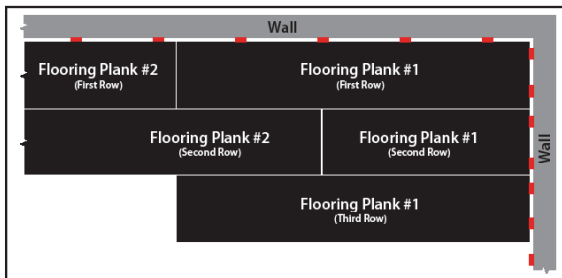 Wall
Flooring Plank #2
(First Row)
Flooring Plank #1
(First Row)
Flooring Plank #2
(Second Row)
Flooring Plank #1
(Second Row)
Wall
Flooring Plank #1
(Third Row)